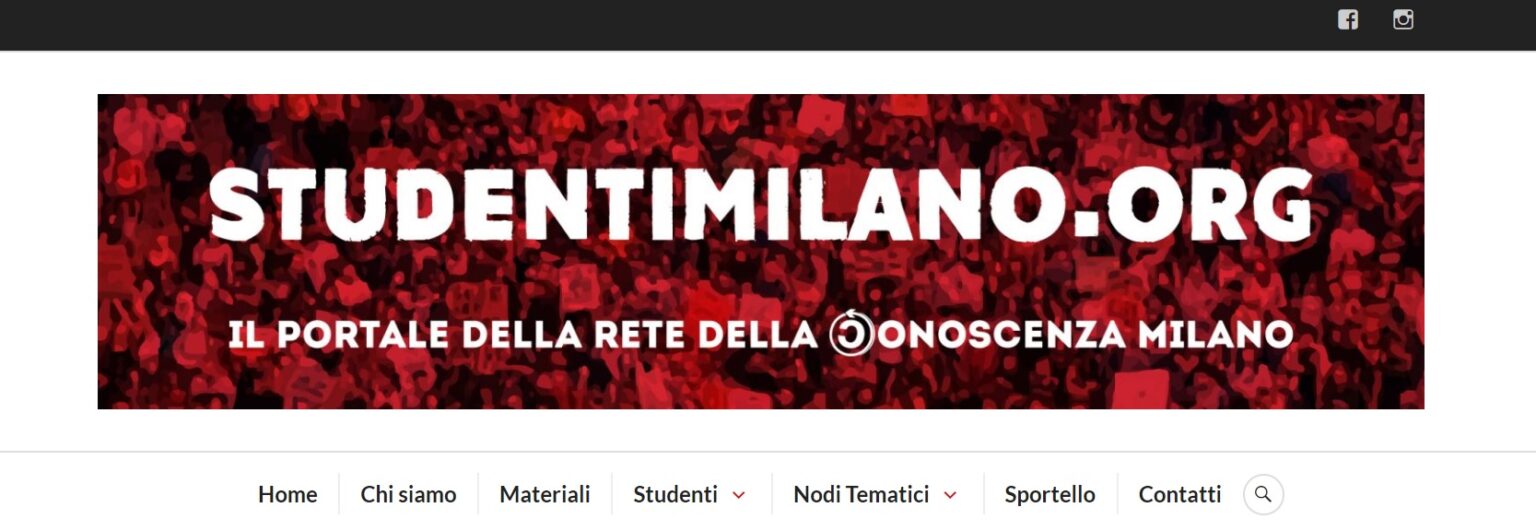 STUDENTIMILANO.ORG
IL PORTALE DELLA RETE DELLA CONOSCENZA MILANO
Home Chi siamo Materiali Studenti Nodi Tematici Sportello Contatti